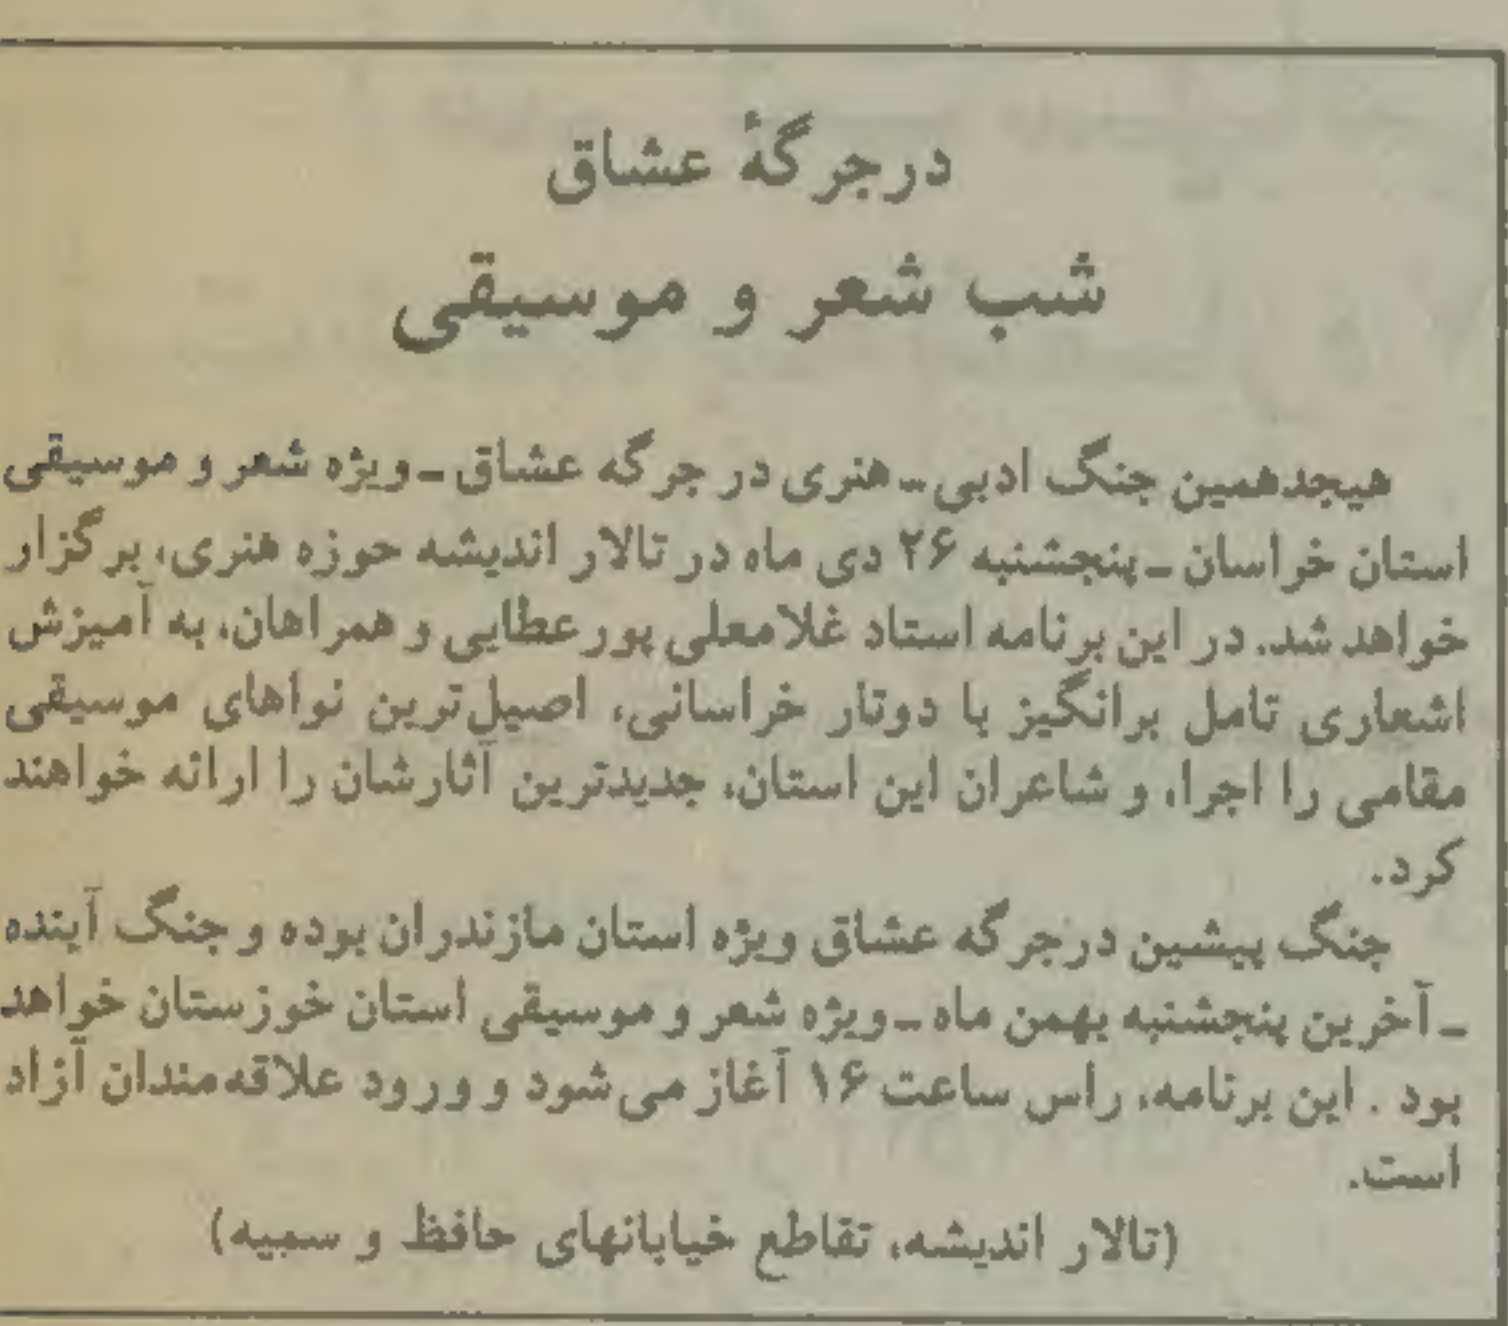 درجرگهٔ عشاق
شب شعر و موسیقی
هیجدهمین جنگ ادبی ـ هنری در جرگه عشاق ـ ویژه شعر و موسیقی
استان خراسان ـ پنجشنبه ۲۶ دی ماه در تالار اندیشه حوزه هنری، برگزار
خواهد شد. در این برنامه استاد غلامعلی پورعطایی و همراهان، به آمیزش
اشعاری تامل برانگیز با دوتار خراسانی، اصیل‌ترین نواهای موسیقی
مقامی را اجرا، و شاعران این استان، جدیدترین آثارشان را ارائه خواهند
کرد.
جنگ پیشین درجرگه عشاق ویژه استان مازندران بوده و جنگ آینده
ـ آخرین پنجشنبه بهمن ماه ـ ویژه شعر و موسیقی استان خوزستان خواهد
بود . این برنامه، راس ساعت ۱۶ آغاز می‌شود و ورود علاقه‌مندان آزاد
است.
(تالار اندیشه، تقاطع خیابانهای حافظ و سمیه)